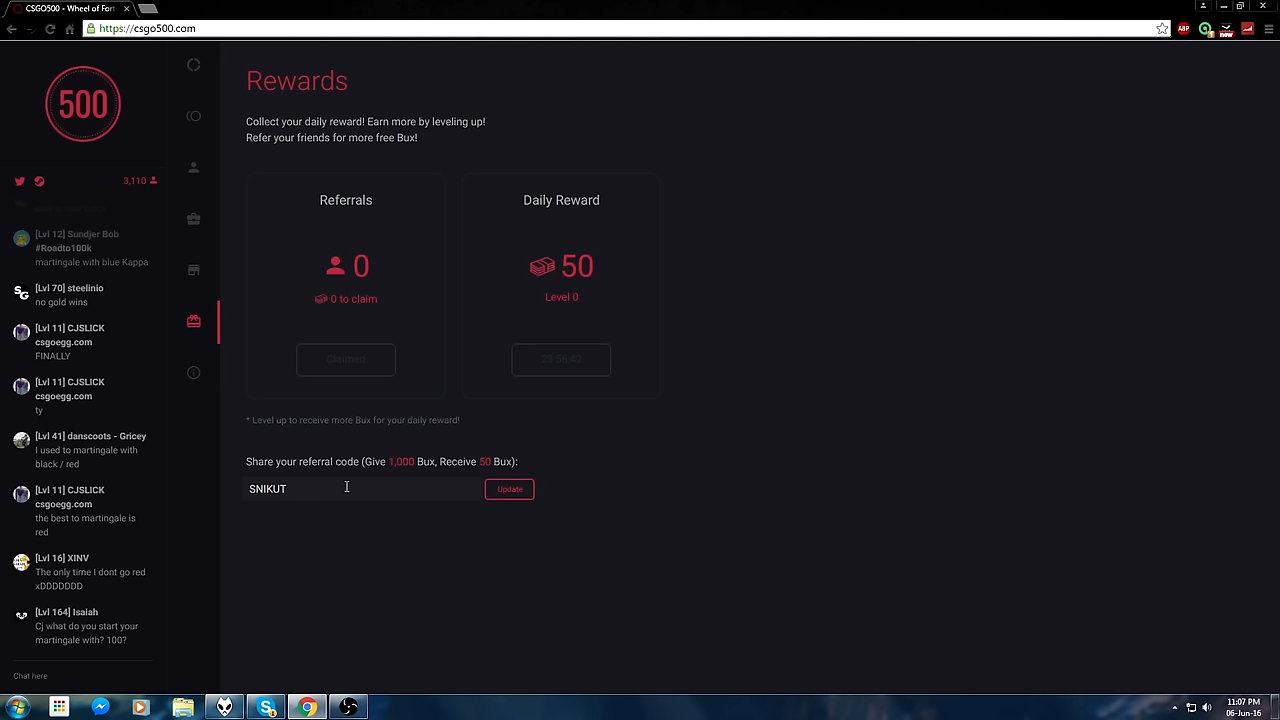 CSGO500 - Wheel of For
https://csgo500.com
ABP
new
500
3,110
[Lvl 12] Sundjer Bob
#Roadto100k
martingale with blue Kappa
[Lvl 70] steelinio
no gold wins
[Lvl 11] CJSLICK
csgoegg.com
FINALLY
[Lvl 11] CJSLICK
csgoegg.com
ty
[Lvl 41] danscoots - Gricey
I used to martingale with
black / red
[Lvl 11] CJSLICK
csgoegg.com
the best to martingale is
red
[Lvl 16] XINV
The only time I dont go red
xDDDDDDD
[Lvl 164] Isaiah
Cj what do you start your
martingale with? 100?
Chat here
Rewards
Collect your daily reward! Earn more by leveling up!
Refer your friends for more free Bux!
Referrals
0
0 to claim
Claimed
Daily Reward
50
Level 0
22:56:43
* Level up to receive more Bux for your daily reward!
Share your referral code (Give 1,000 Bux, Receive 50 Bux):
SNIKUT
Update
11:07 PM
06-Jun-16